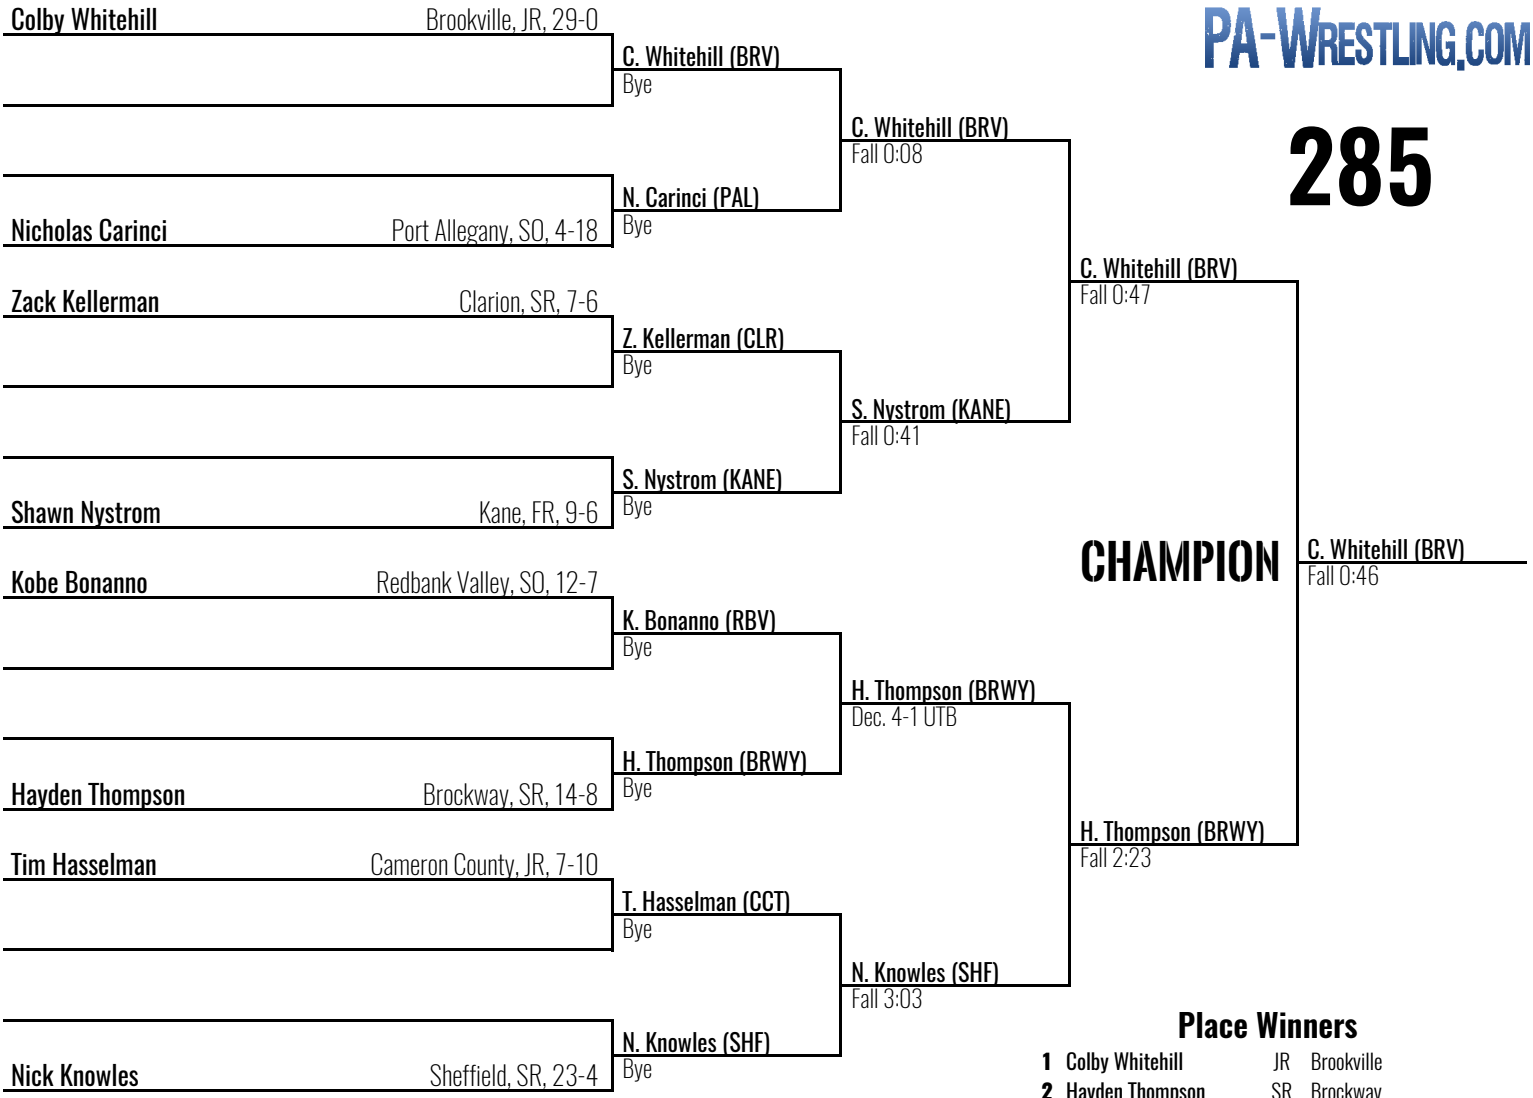 Colby Whitehill Brookville, JR, 29-0
PA-WRESTLING.COM
C. Whitehill (BRV)
Bye
C. Whitehill (BRV)
Fall 0:08
285
N. Carinci (PAL)
Bye
Nicholas Carinci Port Allegany, SO, 4-18
C. Whitehill (BRV)
Fall 0:47
Zack Kellerman Clarion, SR, 7-6
Z. Kellerman (CLR)
Bye
S. Nystrom (KANE)
Fall 0:41
S. Nystrom (KANE)
Bye
Shawn Nystrom Kane, FR, 9-6
CHAMPION
C. Whitehill (BRV)
Fall 0:46
Kobe Bonanno Redbank Valley, SO, 12-7
K. Bonanno (RBV)
Bye
H. Thompson (BRWY)
Dec. 4-1 UTB
H. Thompson (BRWY)
Bye
Hayden Thompson Brockway, SR, 14-8
H. Thompson (BRWY)
Fall 2:23
Tim Hasselman Cameron County, JR, 7-10
T. Hasselman (CCT)
Bye
N. Knowles (SHF)
Fall 3:03
N. Knowles (SHF)
Bye
Nick Knowles Sheffield, SR, 23-4
Place Winners
1 Colby Whitehill JR Brookville
2 Hayden Thompson SR Brockway